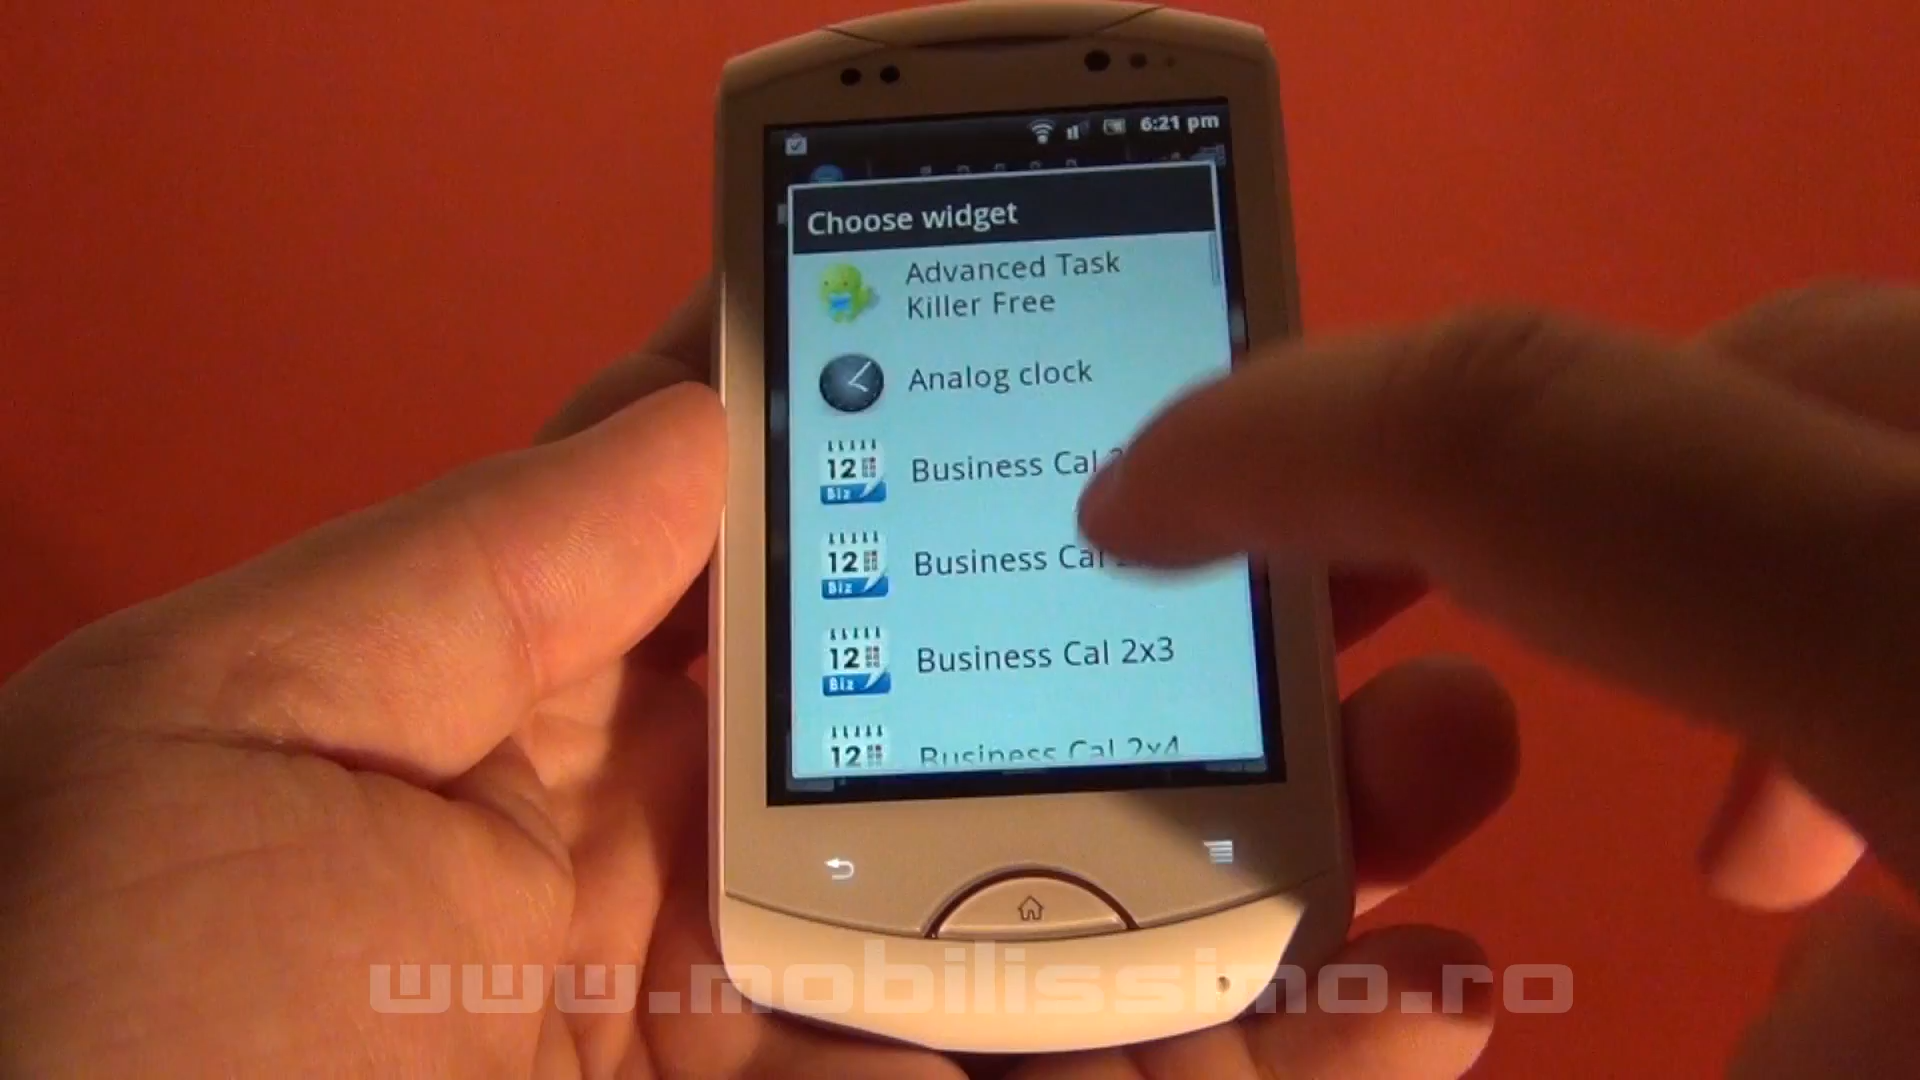 6:21 pm
Choose widget
Advanced Task
Killer Free
Analog clock
12
Biz
Business Cal
12
Biz
Business Cal
12
Biz
Business Cal 2x3
12
Business Cal 2x4
www.mobilissimo.ro